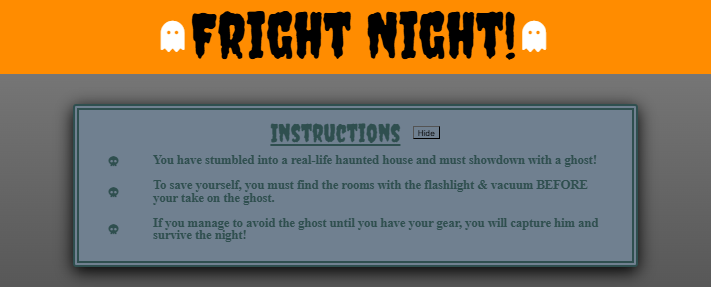 FRIGHT NIGHT!
INSTRUCTIONS Hide
You have stumbled into a real-life haunted house and must showdown with a ghost!
To save yourself, you must find the rooms with the flashlight & vacuum BEFORE
your take on the ghost.
If you manage to avoid the ghost until you have your gear, you will capture him and
survive the night!